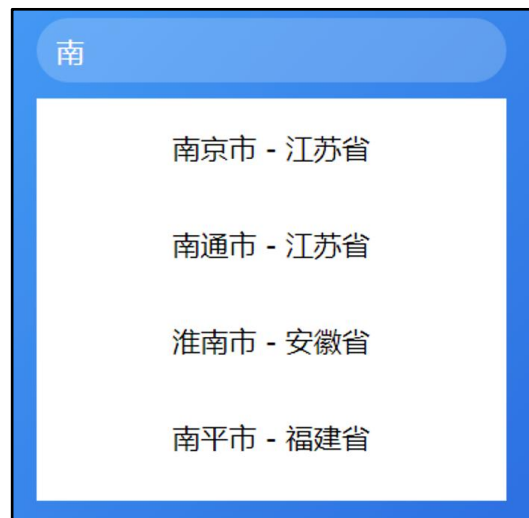 南
南京市 - 江苏省
南通市 - 江苏省
淮南市 - 安徽省
南平市 - 福建省